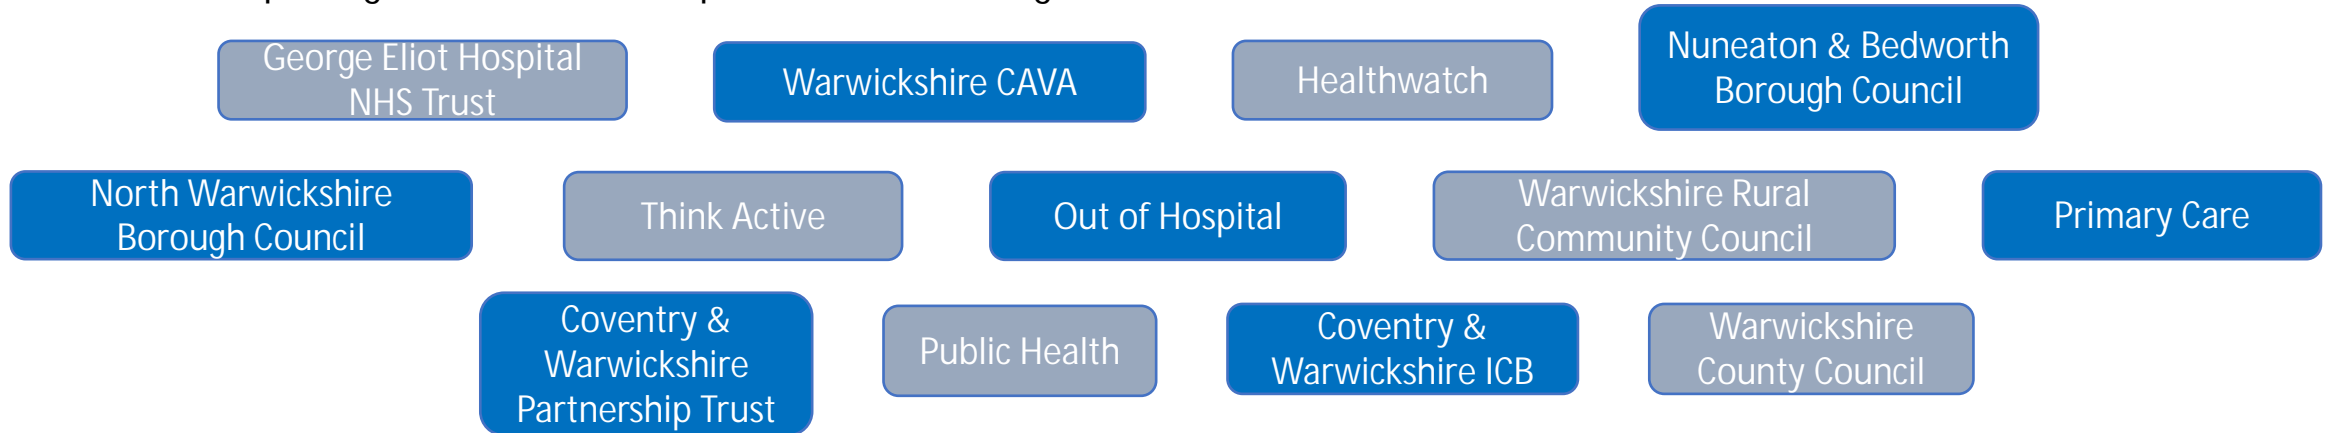 George Eliot Hospital
NHS Trust
Warwickshire CAVA
Healthwatch
Nuneaton & Bedworth
Borough Council
North Warwickshire
Borough Council
Think Active
Out of Hospital
Warwickshire Rural
Community Council
Primary Care
Coventry &
Warwickshire
Partnership Trust
Public Health
Coventry &
Warwickshire ICB
Warwickshire
County Council